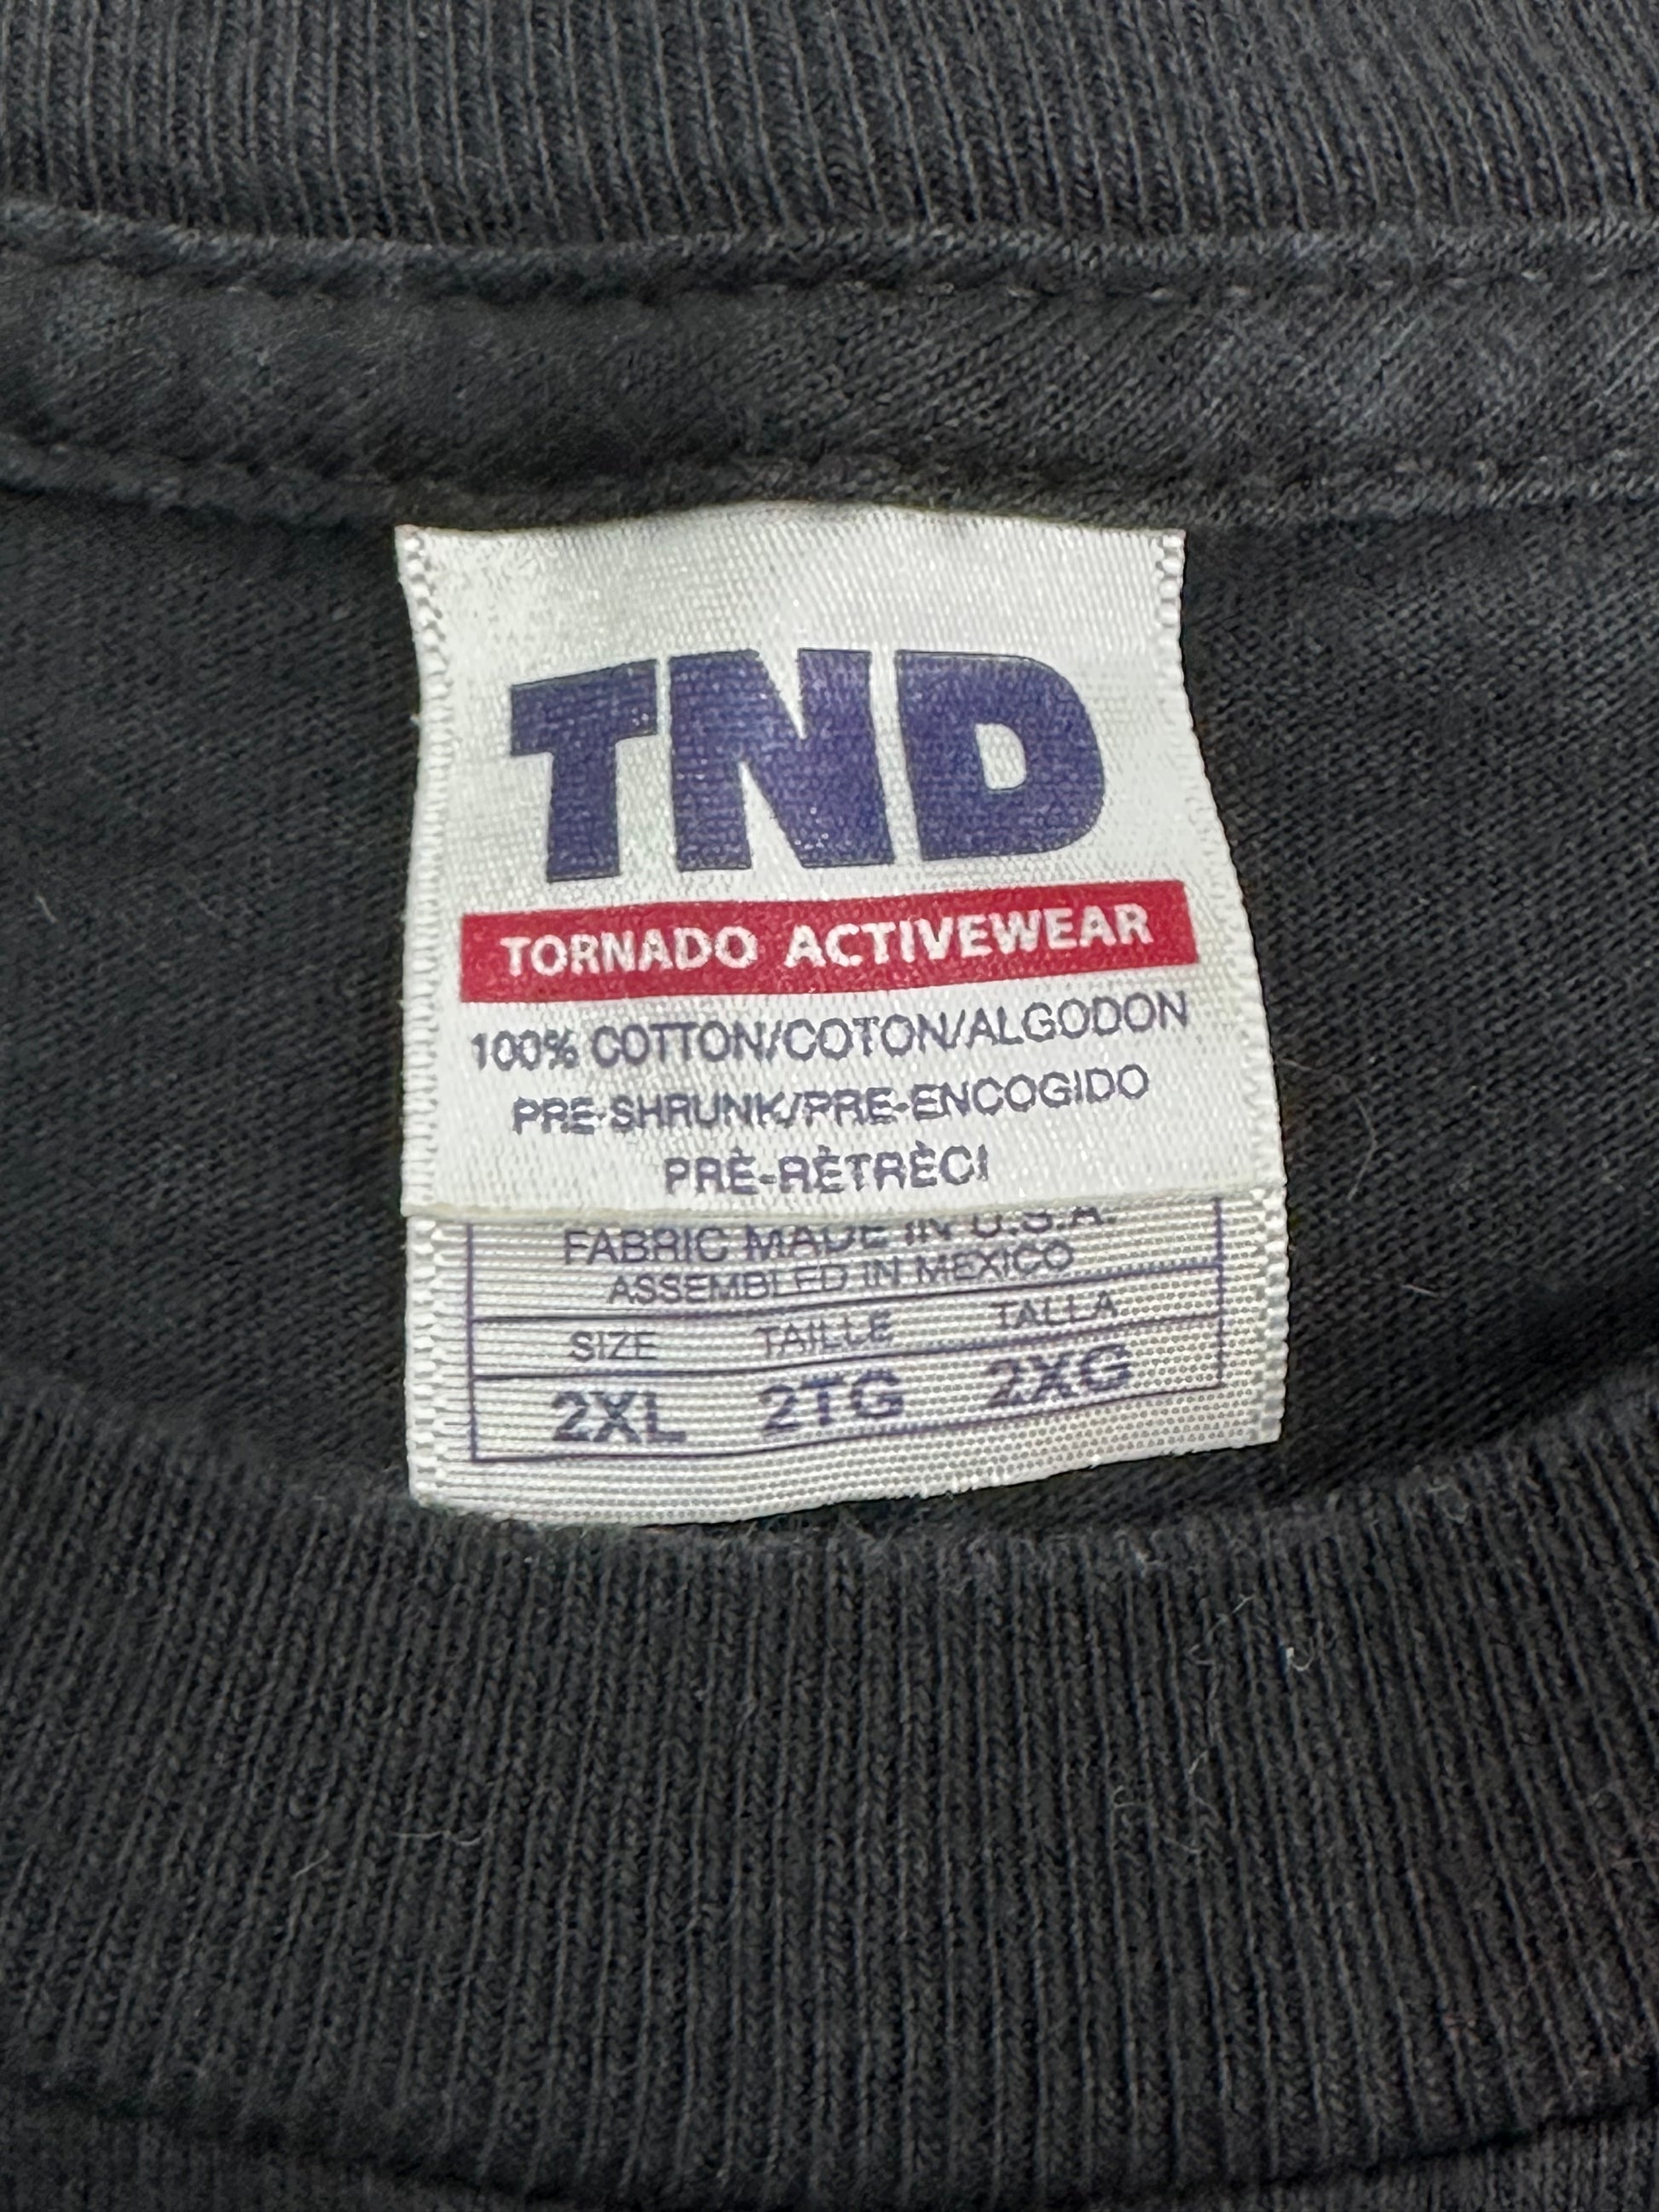 TND
TORNADO ACTIVEWEAR
100% COTTON/COTON/ALGODON
PRE-SHRUNK/PRE-ENCOGIDO
PRÈ-RÈTRÈCI
FABRIC MADE IN U.S.A.
ASSEMBLED IN MEXICO
SIZE TAILLE TALLA
2XL 2TG 2XG